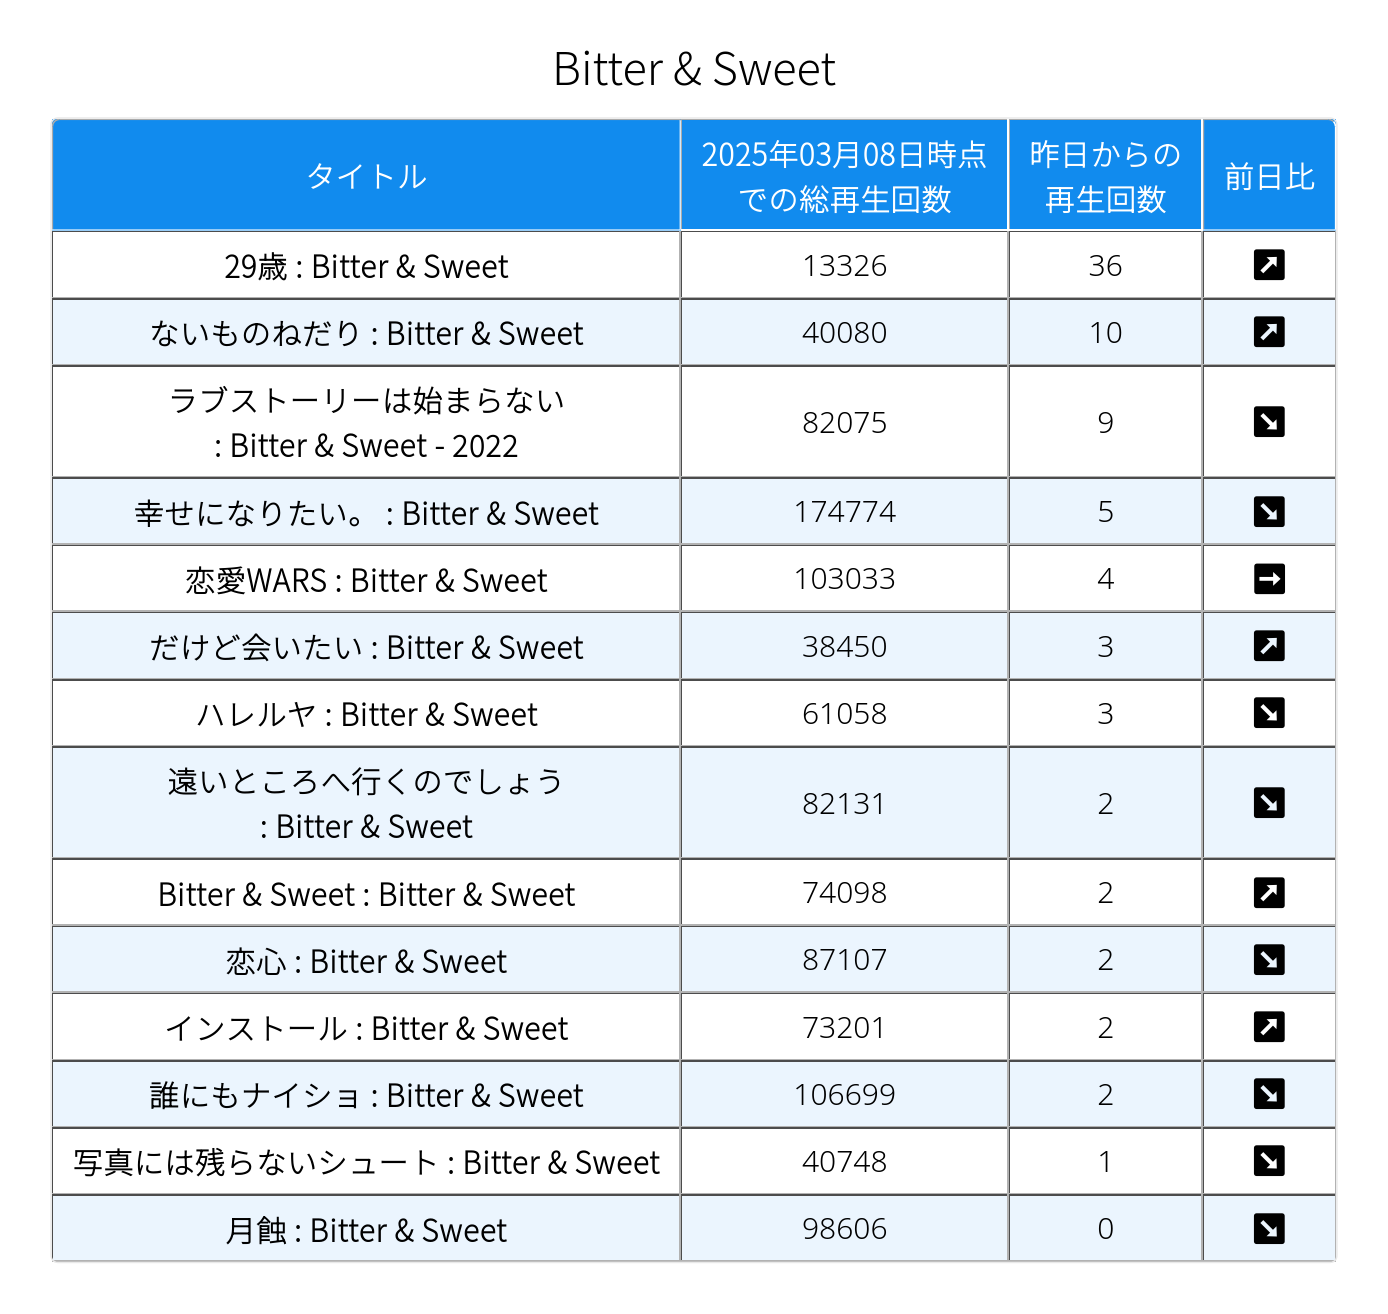 Bitter & Sweet
タイトル
2025年03月08日時点
での総再生回数
昨日からの
再生回数
前日比
29歳 : Bitter & Sweet
13326
36
ないものねだり : Bitter & Sweet
40080
10
ラブストーリーは始まらない
: Bitter & Sweet - 2022
82075
9
幸せになりたい。 : Bitter & Sweet
174774
5
恋愛WARS : Bitter & Sweet
103033
4
だけど会いたい : Bitter & Sweet
38450
3
ハレルヤ : Bitter & Sweet
61058
3
遠いところへ行くのでしょう
: Bitter & Sweet
82131
2
Bitter & Sweet : Bitter & Sweet
74098
2
恋心 : Bitter & Sweet
87107
2
インストール : Bitter & Sweet
73201
2
誰にもナイショ : Bitter & Sweet
106699
2
写真には残らないシュート : Bitter & Sweet
40748
1
月蝕 : Bitter & Sweet
98606
0